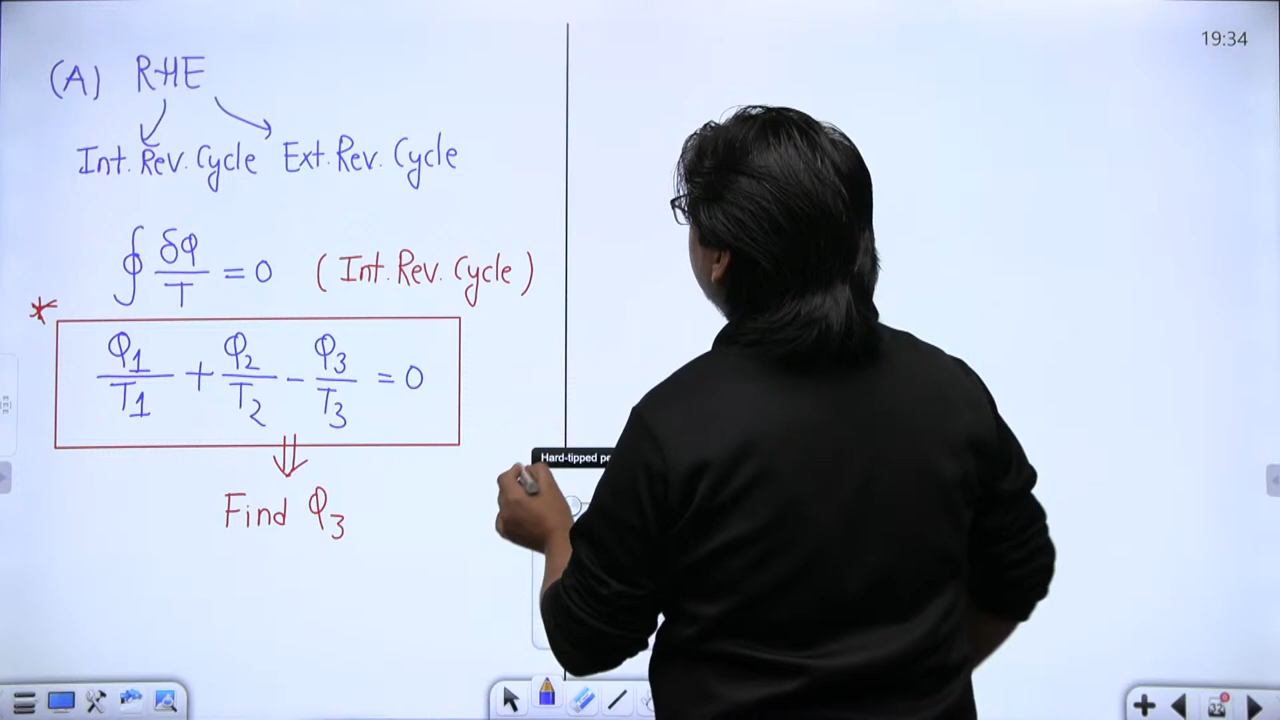 19:34
(A) RHE
Int. Rev. Cycle Ext. Rev. Cycle
∮ δQ/T = 0 (Int. Rev. Cycle)
*
Q1/T1 + Q2/T2 - Q3/T3 = 0
⇓
Find Q3
Hard-tipped
32